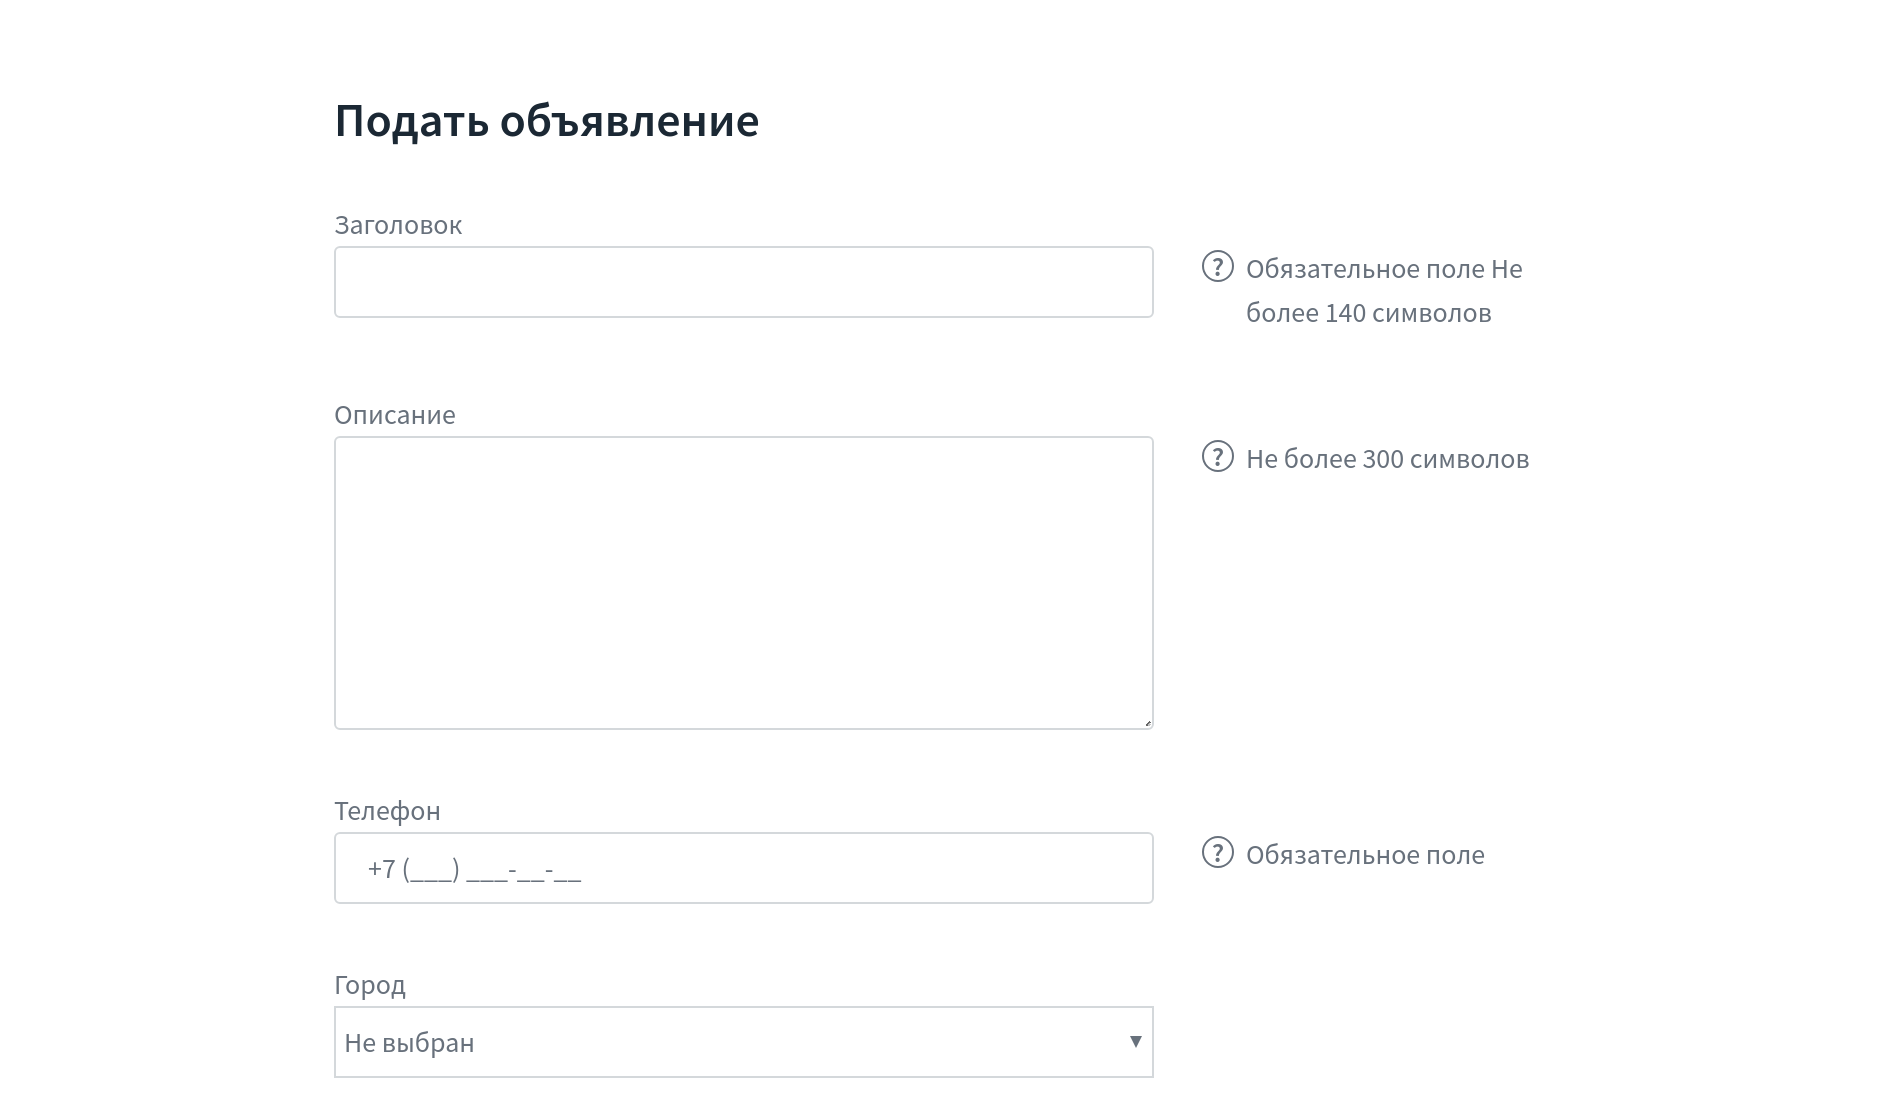 Подать объявление
Заголовок
? Обязательное поле Не
более 140 символов
Описание
? Не более 300 символов
Телефон
+7 (___) ___-__-__
? Обязательное поле
Город
Не выбран ▼